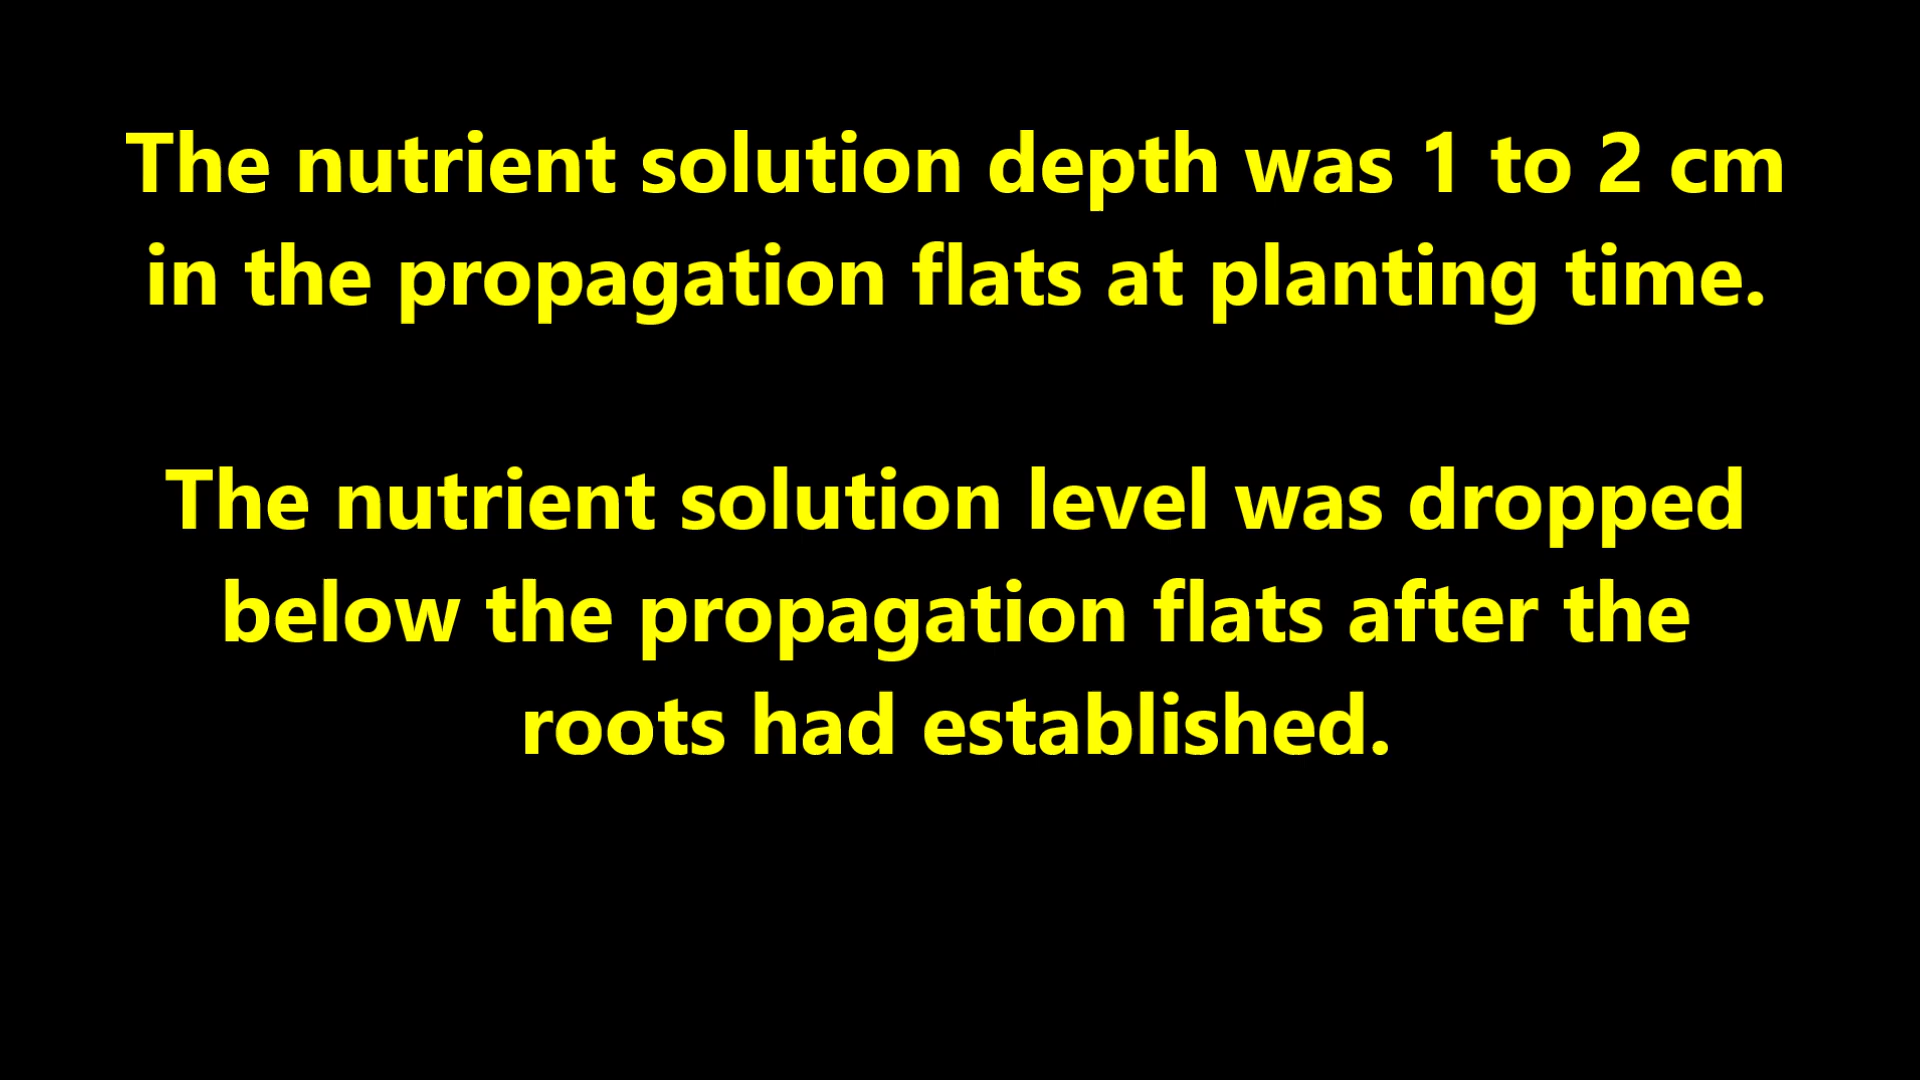 The nutrient solution depth was 1 to 2 cm
in the propagation flats at planting time.
The nutrient solution level was dropped
below the propagation flats after the
roots had established.